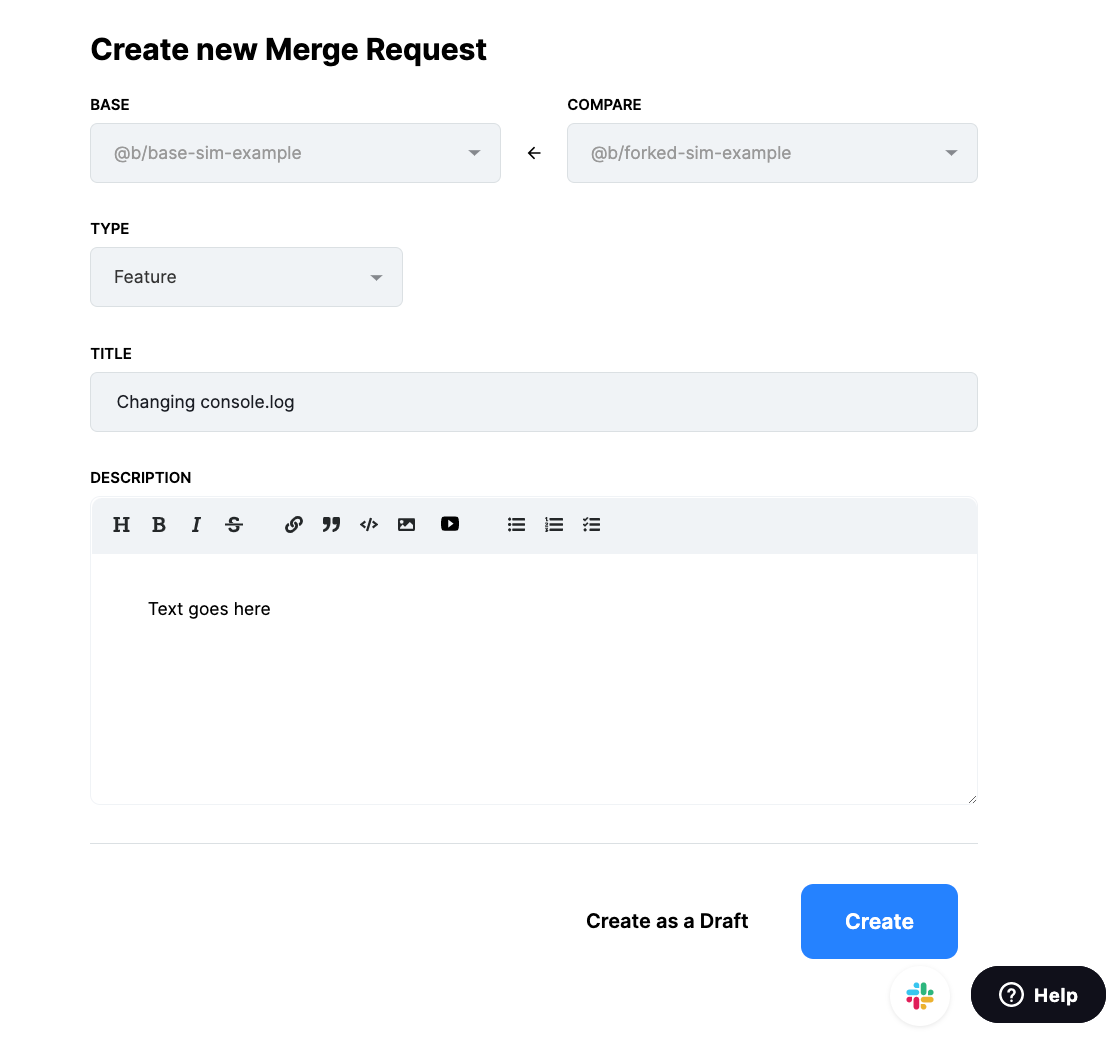 Create new Merge Request
BASE
COMPARE
@b/base-sim-example
@b/forked-sim-example
TYPE
Feature
TITLE
Changing console.log
DESCRIPTION
H B I S
Text goes here
Create as a Draft
Create
Help